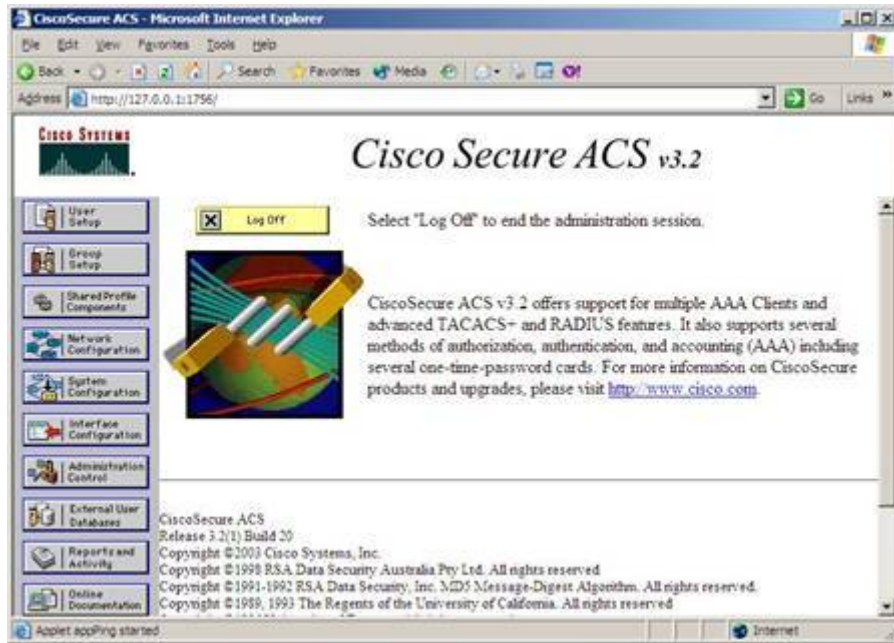 CiscoSecure ACS - Microsoft Internet Explorer
File Edit View Favorites Tools Help
Back Search Favorites Media
Address http://127.0.0.1:1756/ Go Links »
CISCO SYSTEMS
Cisco Secure ACS v3.2
User Setup
Group Setup
Shared Profile Components
Network Configuration
System Configuration
Interface Configuration
Administration Control
External User Databases
Reports and Activity
Online Documentation
Log Off
Select "Log Off" to end the administration session.
CiscoSecure ACS v3.2 offers support for multiple AAA Clients and
advanced TACACS+ and RADIUS features. It also supports several
methods of authorization, authentication, and accounting (AAA) including
several one-time-password cards. For more information on CiscoSecure
products and upgrades, please visit http://www.cisco.com.
CiscoSecure ACS
Release 3.2(1) Build 20
Copyright ©2003 Cisco Systems, Inc.
Copyright ©1998 RSA Data Security Australia Pty Ltd. All rights reserved
Copyright ©1991-1992 RSA Data Security, Inc. MD5 Message-Digest Algorithm. All rights reserved.
Copyright ©1989, 1993 The Regents of the University of California. All rights reserved
Applet appPing started
Internet